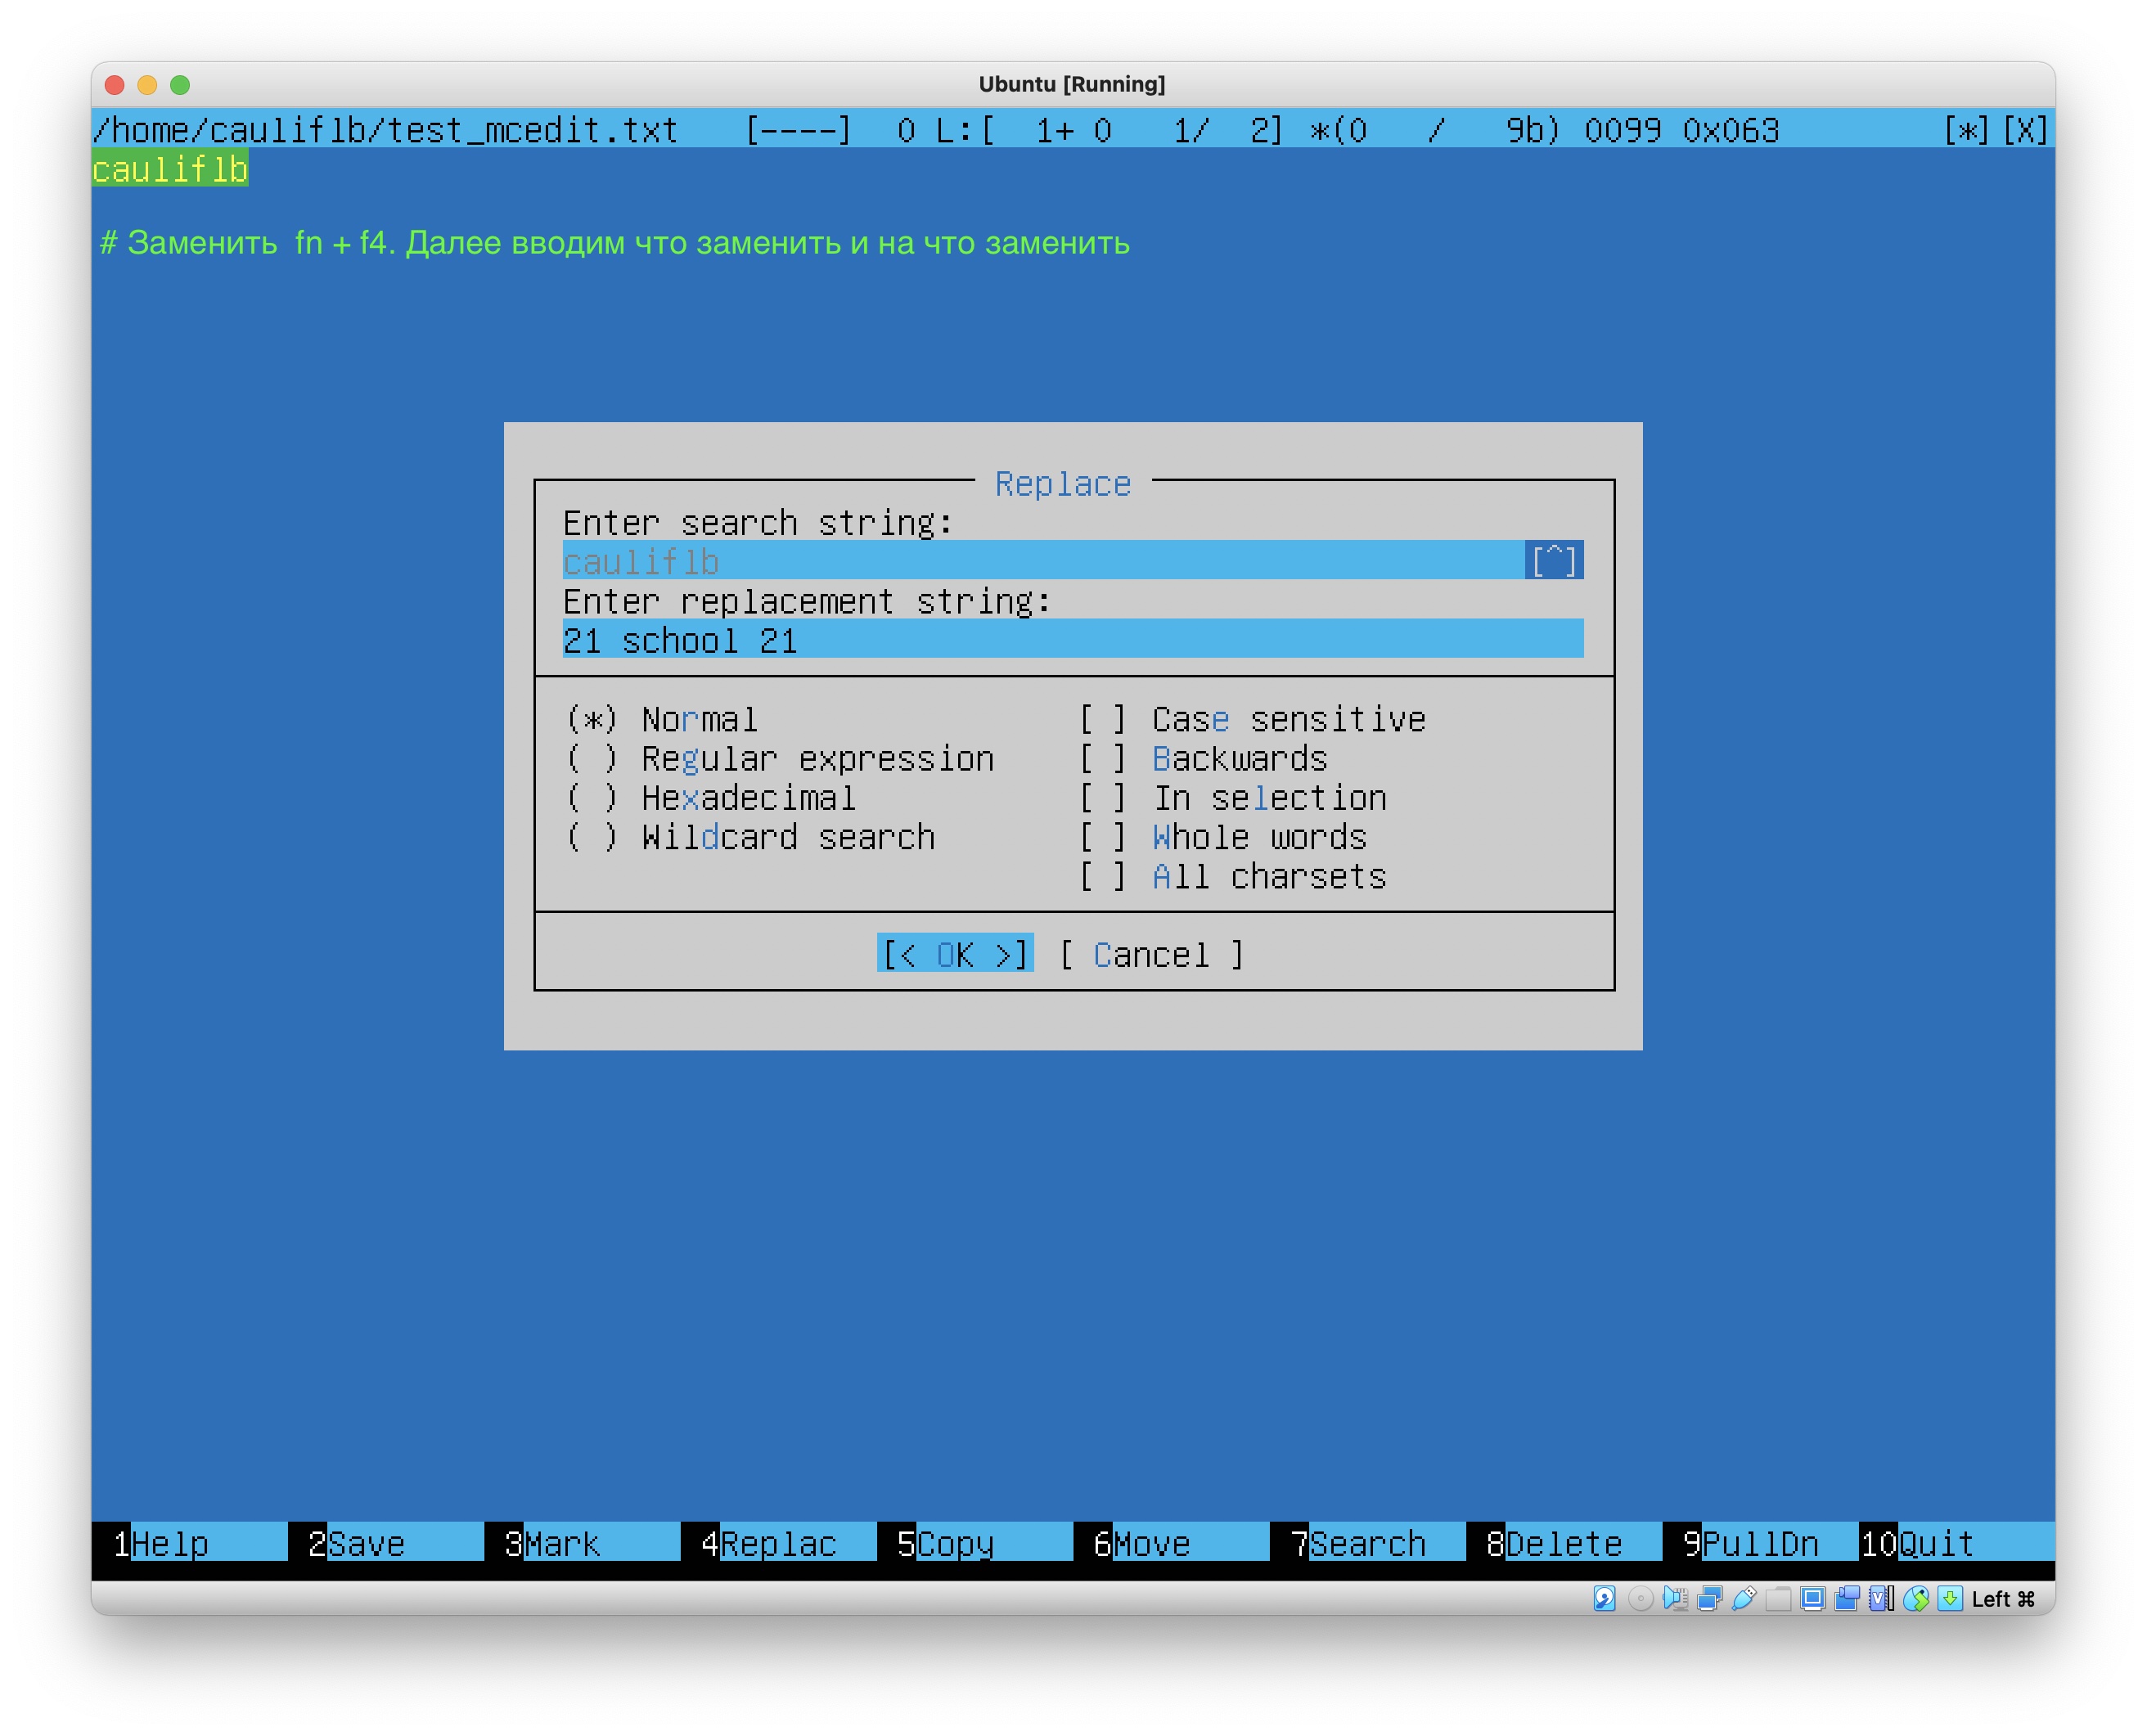 Ubuntu [Running]
/home/cauliflb/test_mcedit.txt [----] 0 L:[ 1+ 0 1/ 2] *(0 / 9b) 0099 0x063 [*][X]
cauliflb
# Заменить fn + f4. Далее вводим что заменить и на что заменить
Replace
Enter search string:
cauliflb [^]
Enter replacement string:
21 school 21
(*) Normal [ ] Case sensitive
( ) Regular expression [ ] Backwards
( ) Hexadecimal [ ] In selection
( ) Wildcard search [ ] Whole words
[ ] All charsets
[< OK >] [ Cancel ]
1Help 2Save 3Mark 4Replac 5Copy 6Move 7Search 8Delete 9PullDn 10Quit
Left ⌘